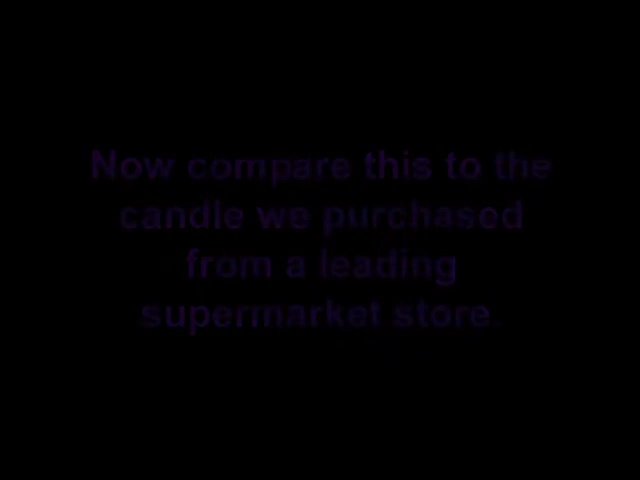 Now compare this to the
candle we purchased
from a leading
supermarket store.